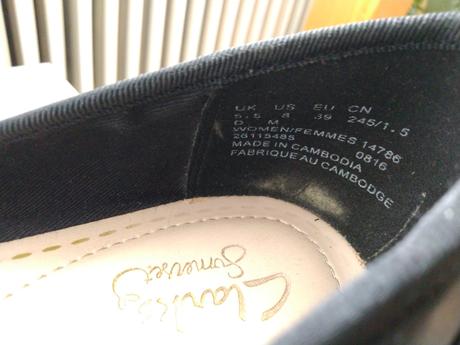 UK US EU CN
5.5 8 39 245/1.5
D M
WOMEN/FEMMES 14786
26115485 0816
MADE IN CAMBODIA
FABRIQUE AU CAMBODGE
Clarks
Somerset